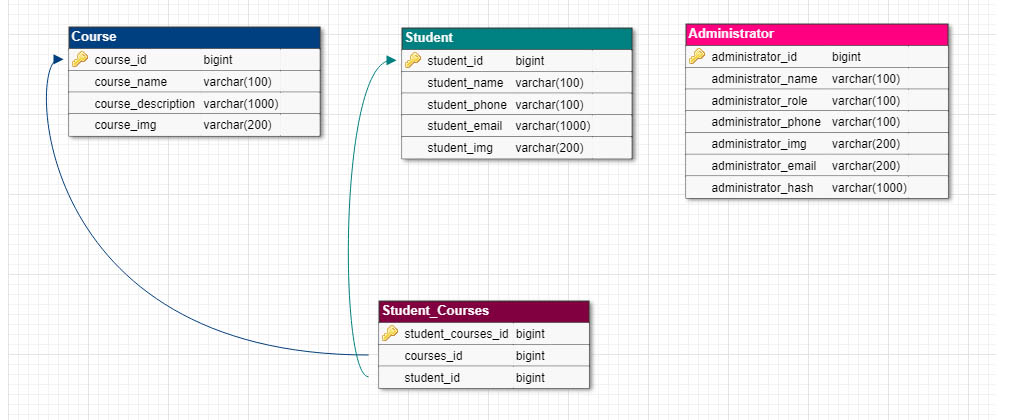 Course
course_id bigint
course_name varchar(100)
course_description varchar(1000)
course_img varchar(200)
Student
student_id bigint
student_name varchar(100)
student_phone varchar(100)
student_email varchar(1000)
student_img varchar(200)
Administrator
administrator_id bigint
administrator_name varchar(100)
administrator_role varchar(100)
administrator_phone varchar(100)
administrator_img varchar(200)
administrator_email varchar(200)
administrator_hash varchar(1000)
Student_Courses
student_courses_id bigint
courses_id bigint
student_id bigint